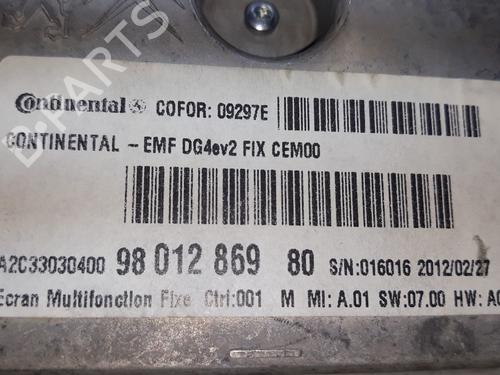 Continental COFOR: 09297E
CONTINENTAL - EMF DG4ev2 FIX CEM00
A2C33030400 98 012 869 80 S/N:016016 2012/02/27
Ecran Multifonction Fixe Ctrl:001 M MI: A.01 SW:07.00 HW: A0